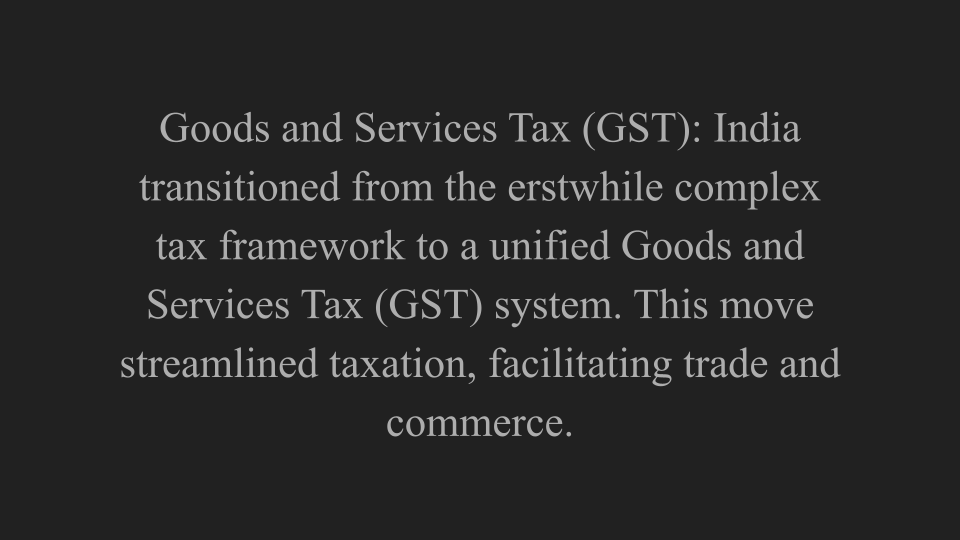 Goods and Services Tax (GST): India
transitioned from the erstwhile complex
tax framework to a unified Goods and
Services Tax (GST) system. This move
streamlined taxation, facilitating trade and
commerce.